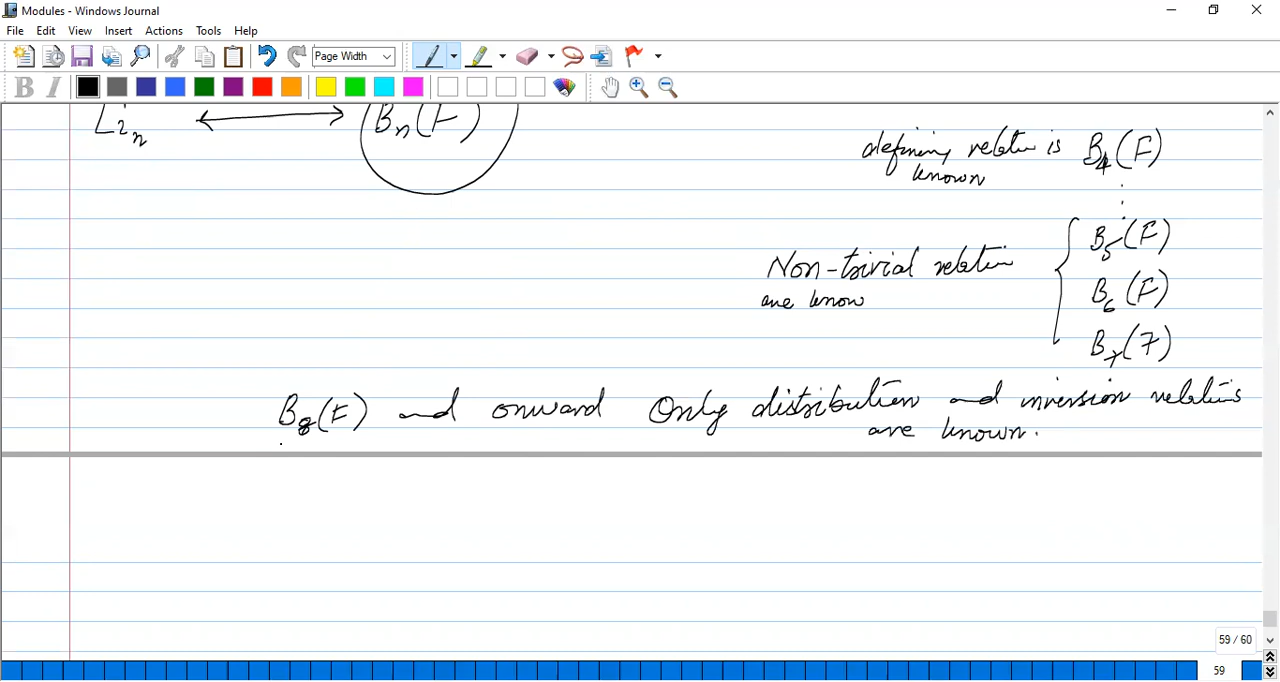 Modules - Windows Journal
File Edit View Insert Actions Tools Help
Page Width
B I
Li_n ⟷ B_n(F)
defining relation is B_4(F)
known
B_5(F)
Non-trivial relation
are know
B_6(F)
B_7(F)
B_8(F) and onward Only distribution and inversion relations
are known.
59 / 60
59